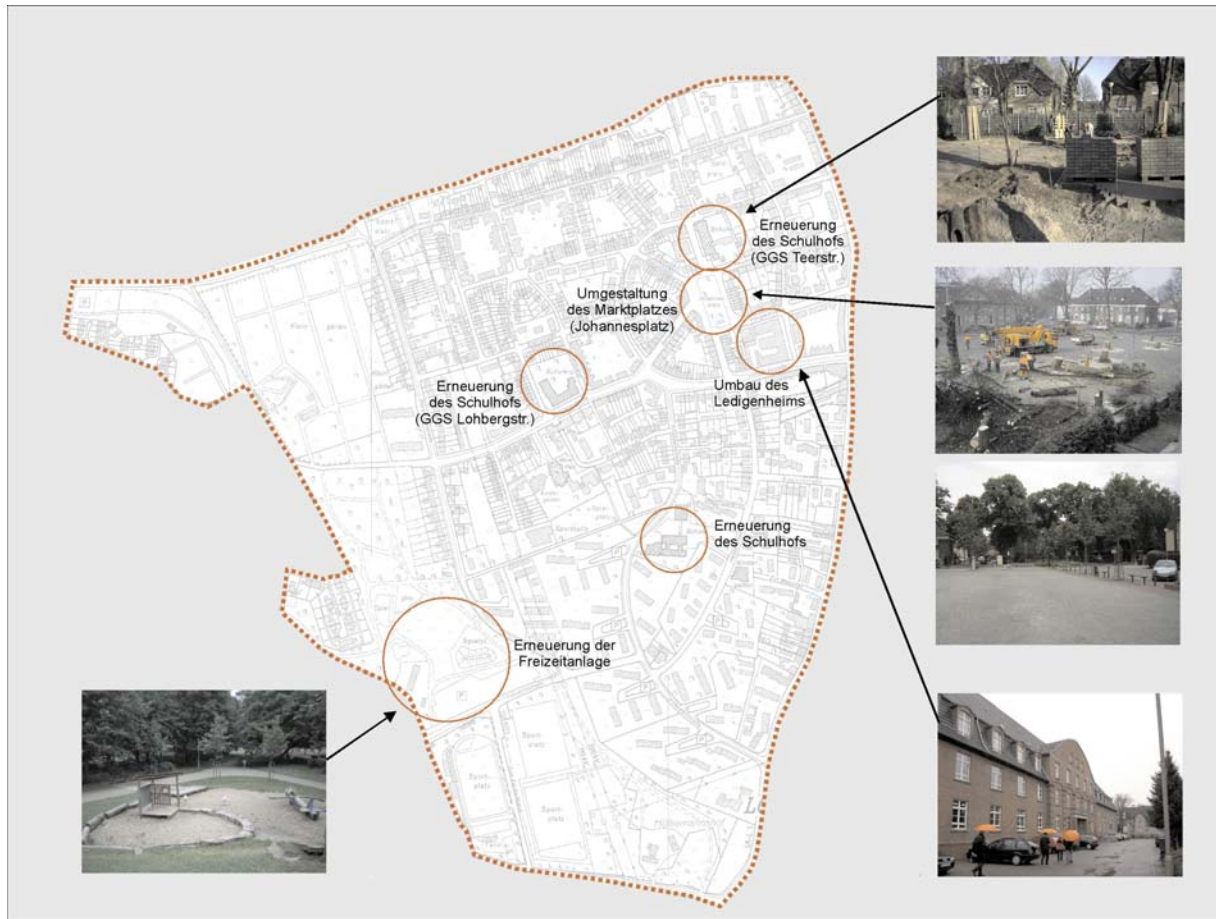 Erneuerung
des Schulhofs
(GGS Teerstr.)
Umgestaltung
des Marktplatzes
(Johannesplatz)
Umbau des
Ledigenheims
Erneuerung
des Schulhofs
(GGS Lohbergstr.)
Erneuerung
des Schulhofs
Erneuerung der
Freizeitanlage
P